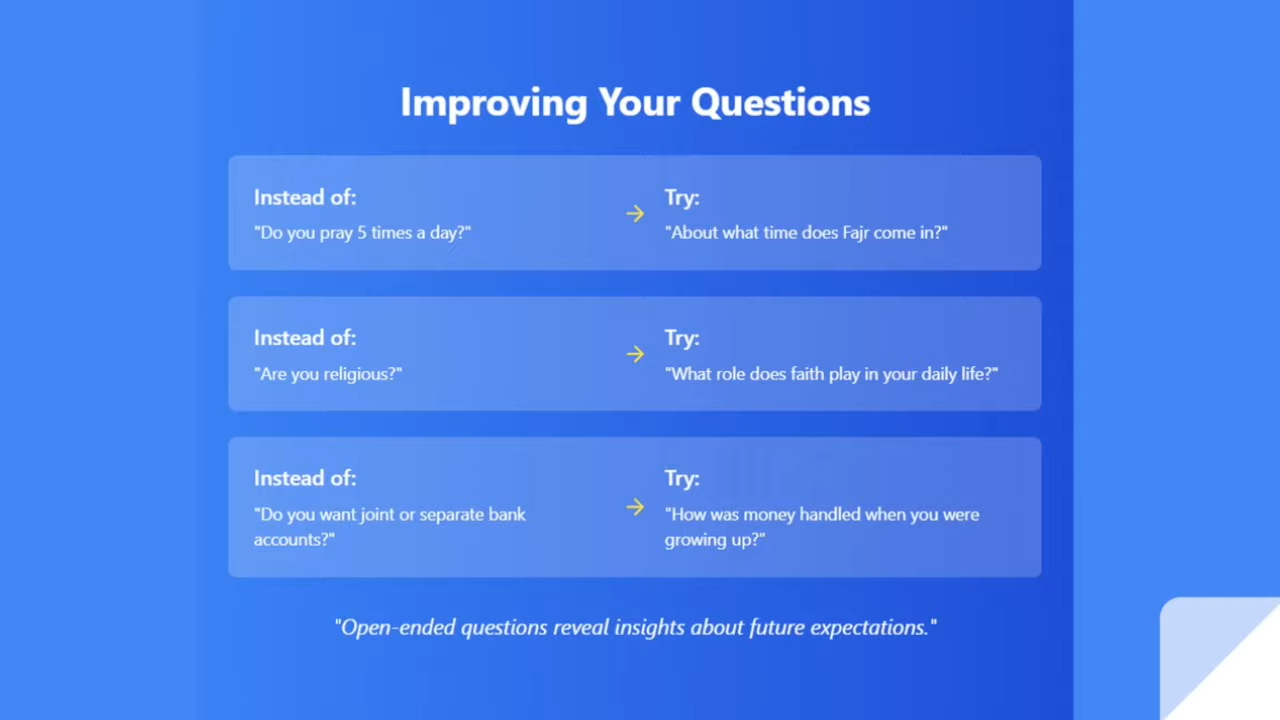 Improving Your Questions
Instead of:
"Do you pray 5 times a day?"
→
Try:
"About what time does Fajr come in?"
Instead of:
"Are you religious?"
→
Try:
"What role does faith play in your daily life?"
Instead of:
"Do you want joint or separate bank
accounts?"
→
Try:
"How was money handled when you were
growing up?"
"Open-ended questions reveal insights about future expectations."